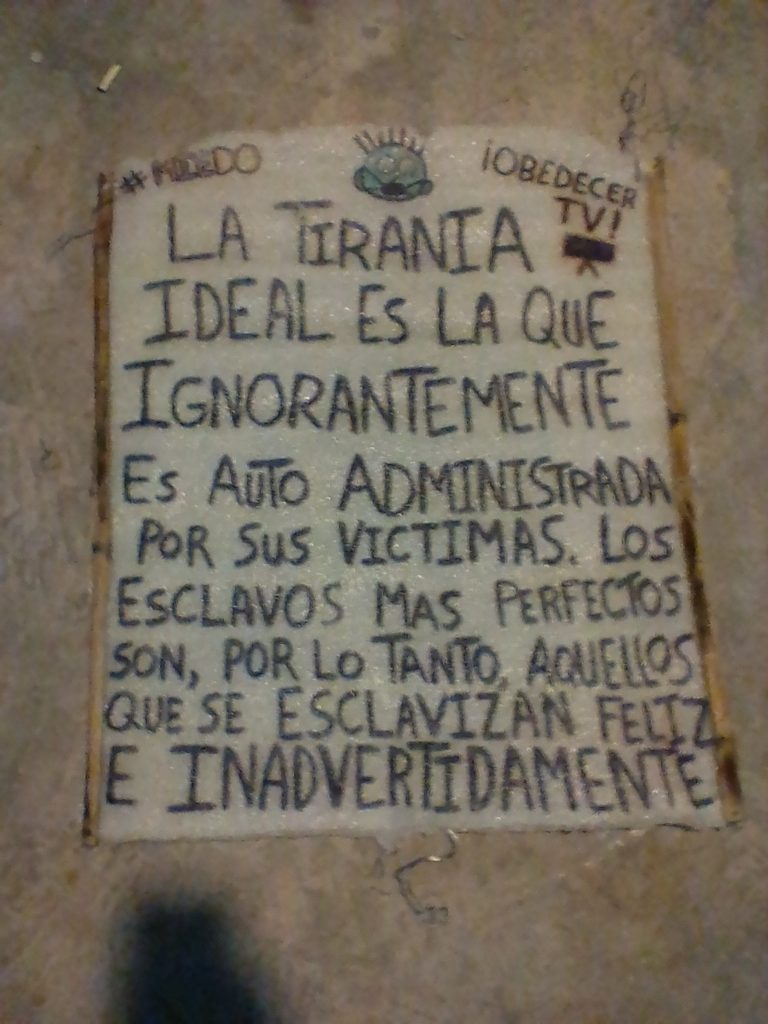 ¡OBEDECER
TV!
LA TIRANIA
IDEAL ES LA QUE
IGNORANTEMENTE
ES AUTO ADMINISTRADA
POR SUS VICTIMAS. LOS
ESCLAVOS MAS PERFECTOS
SON, POR LO TANTO, AQUELLOS
QUE SE ESCLAVIZAN FELIZ
E INADVERTIDAMENTE